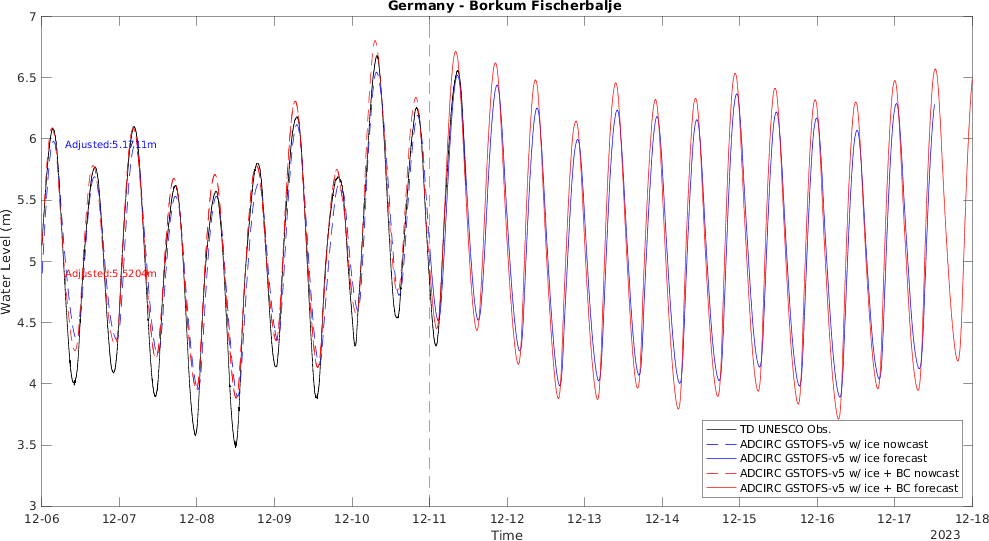 Germany - Borkum Fischerbalje
7
6.5
6
5.5
5
4.5
4
3.5
3
Water Level (m)
Adjusted:5.1711m
Adjusted:5.5204m
TD UNESCO Obs.
ADCIRC GSTOFS-v5 w/ ice nowcast
ADCIRC GSTOFS-v5 w/ ice forecast
ADCIRC GSTOFS-v5 w/ ice + BC nowcast
ADCIRC GSTOFS-v5 w/ ice + BC forecast
12-06 12-07 12-08 12-09 12-10 12-11 12-12 12-13 12-14 12-15 12-16 12-17 12-18
Time
2023